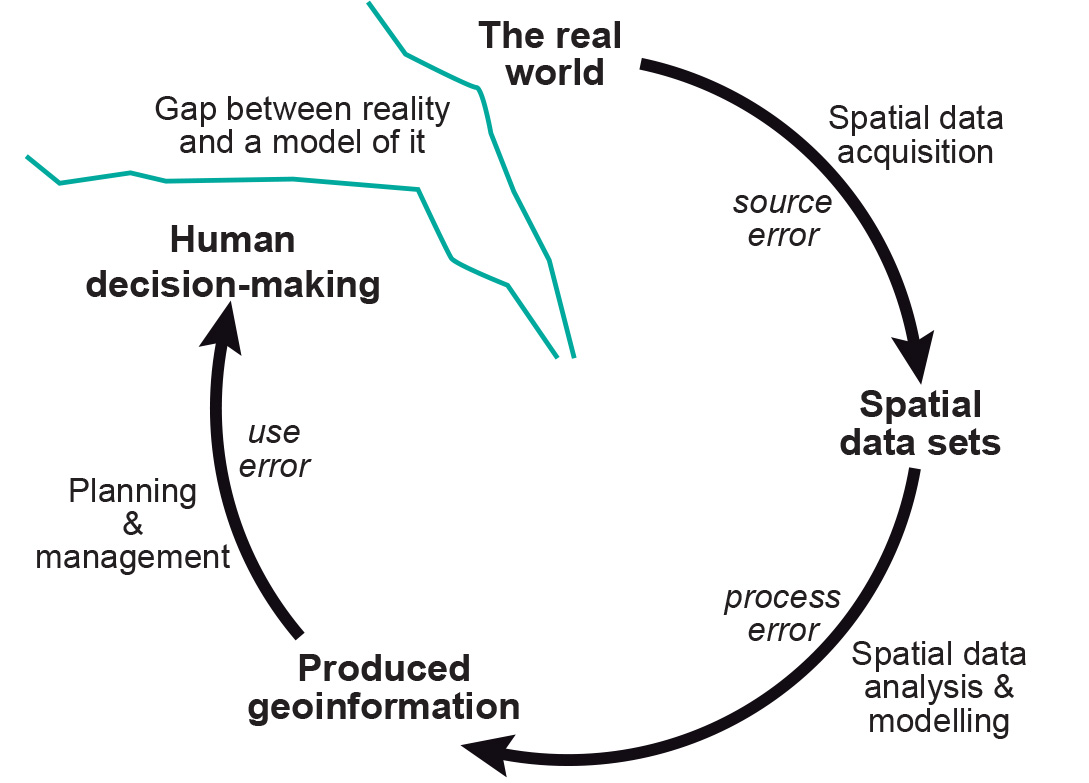 The real
world
Gap between reality
and a model of it
Spatial data
acquisition
source
error
Human
decision-making
Spatial
data sets
use
error
Planning
&
management
process
error
Spatial data
analysis &
modelling
Produced
geoinformation